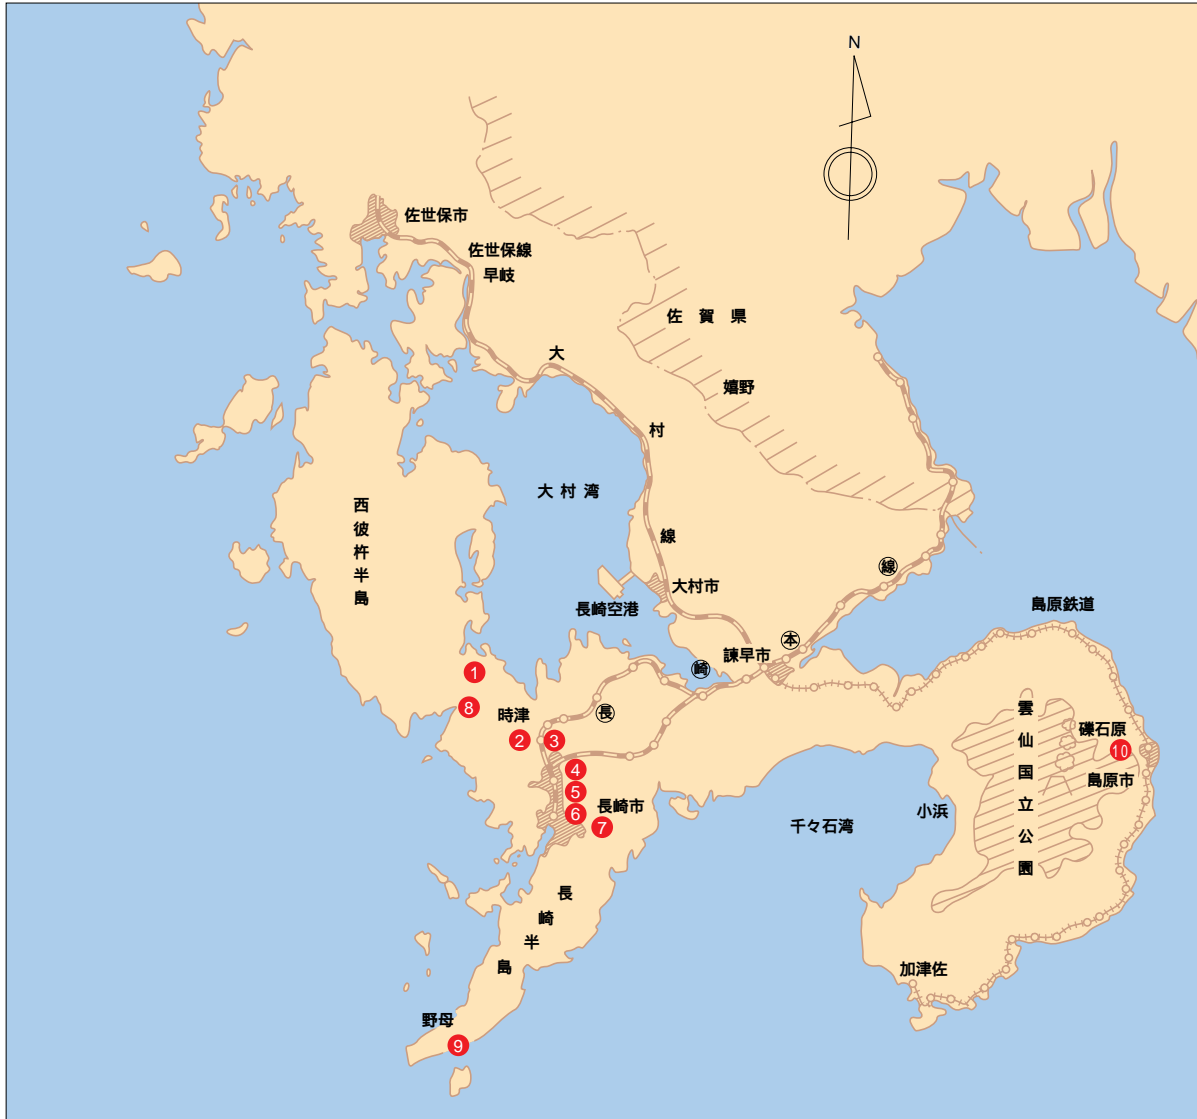 N
佐世保市
佐世保線
早岐
佐賀県
大村線
嬉野
大村湾
西彼杵半島
大村市
長崎空港
島原鉄道
長崎本線
諫早市
1
8
時津
2
3
4
5
6
長崎市
7
雲仙国立公園
礫石原
10
島原市
小浜
千々石湾
長崎半島
加津佐
野母
9